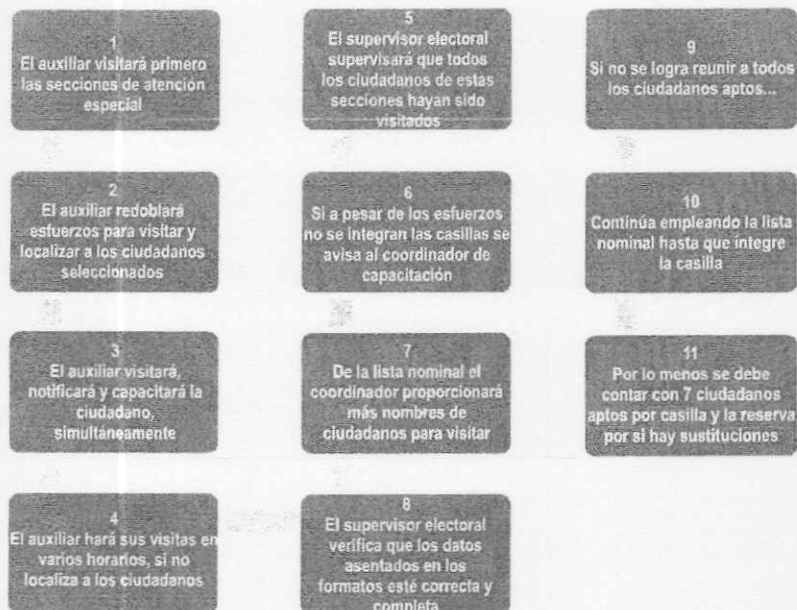 1
El auxiliar visitará primero
las secciones de atención
especial
2
El auxiliar redoblará
esfuerzos para visitar y
localizar a los ciudadanos
seleccionados
3
El auxiliar visitará,
notificará y capacitará la
ciudadano,
simultáneamente
4
El auxiliar hará sus visitas en
varios horarios, si no
localiza a los ciudadanos
5
El supervisor electoral
supervisará que todos
los ciudadanos de estas
secciones hayan sido
visitados
6
Si a pesar de los esfuerzos
no se integran las casillas se
avisa al coordinador de
capacitación
7
De la lista nominal el
coordinador proporcionará
más nombres de
ciudadanos para visitar
8
El supervisor electoral
verifica que los datos
asentados en los
formatos esté correcta y
completa
9
Si no se logra reunir a todos
los ciudadanos aptos...
10
Continúa empleando la lista
nominal hasta que integre
la casilla
11
Por lo menos se debe
contar con 7 ciudadanos
aptos por casilla y la reserva
por si hay sustituciones